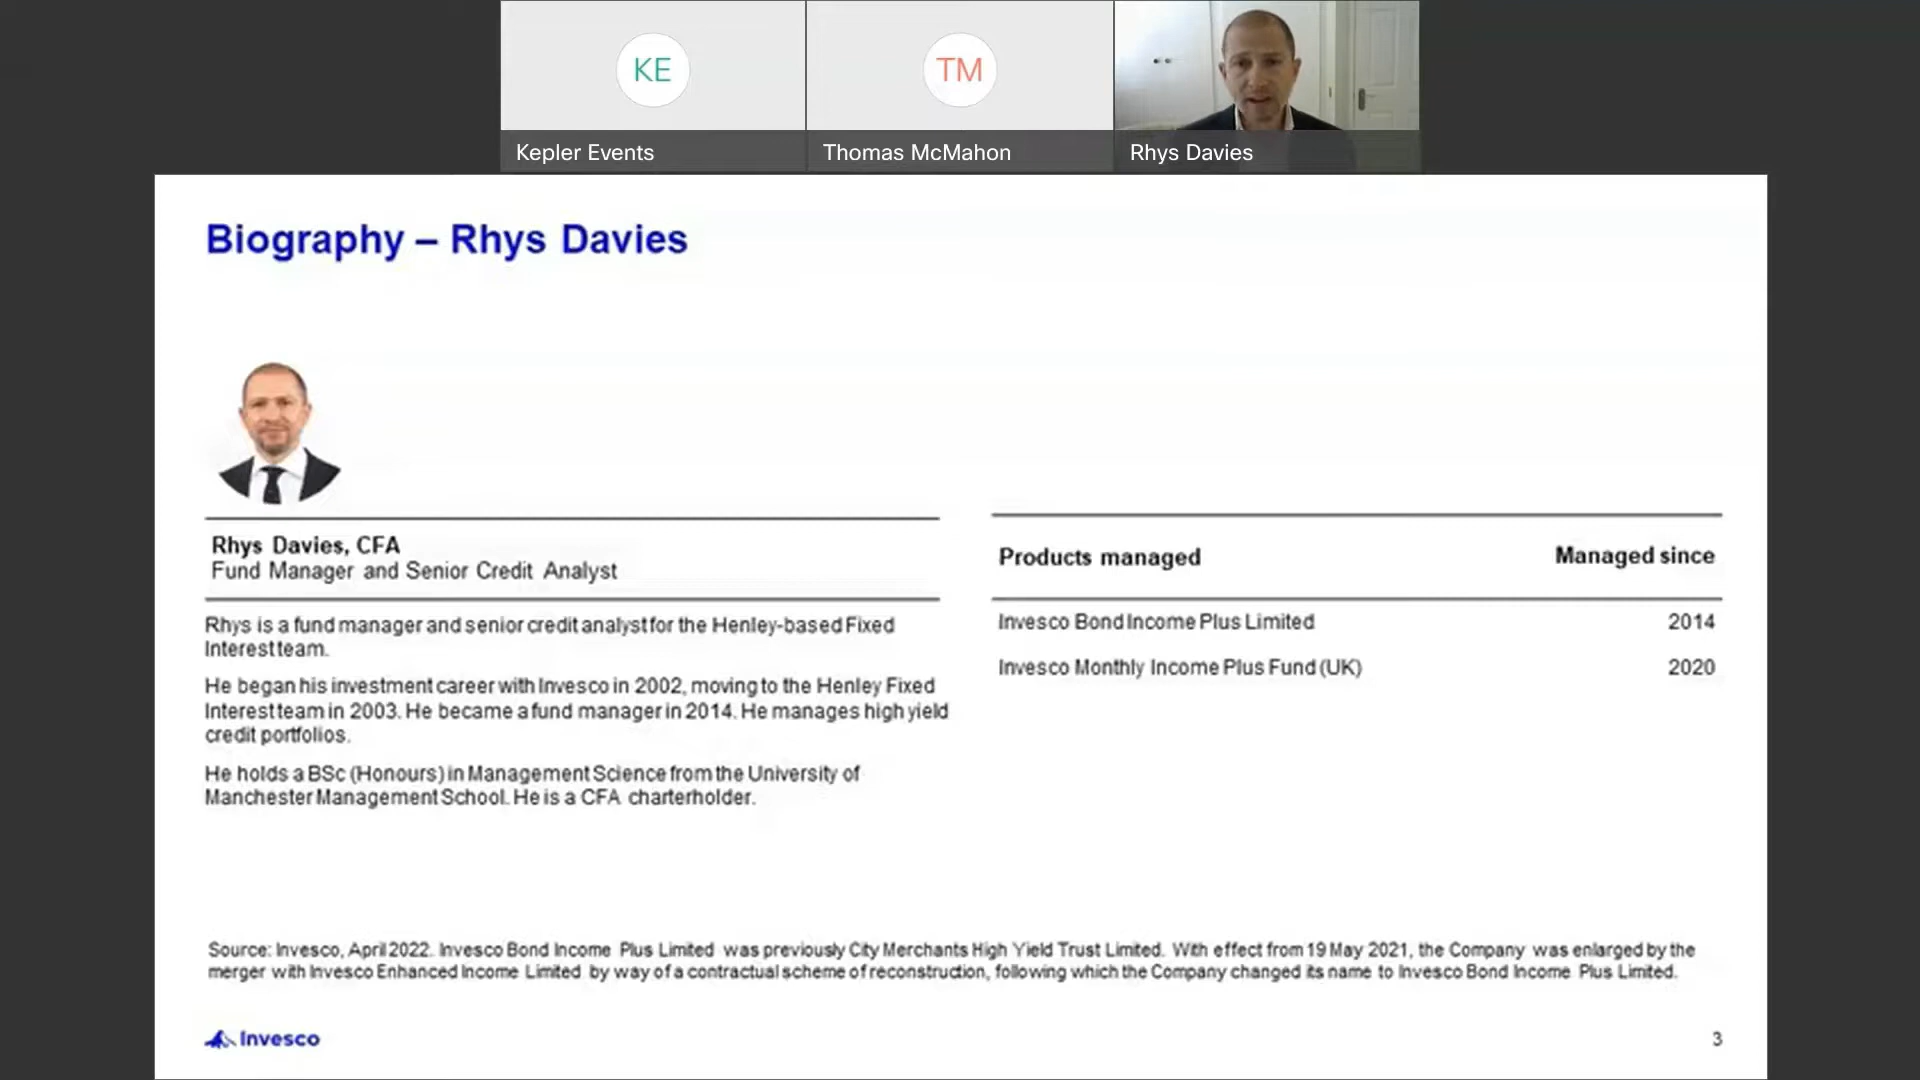 KE
TM
Kepler Events
Thomas McMahon
Rhys Davies
Biography – Rhys Davies
Rhys Davies, CFA
Fund Manager and Senior Credit Analyst
Rhys is a fund manager and senior credit analyst for the Henley-based Fixed
Interest team.
He began his investment career with Invesco in 2002, moving to the Henley Fixed
Interest team in 2003. He became a fund manager in 2014. He manages high yield
credit portfolios.
He holds a BSc (Honours) in Management Science from the University of
Manchester Management School. He is a CFA charterholder.
Products managed Managed since
Invesco Bond Income Plus Limited 2014
Invesco Monthly Income Plus Fund (UK) 2020
Source: Invesco, April 2022. Invesco Bond Income Plus Limited was previously City Merchants High Yield Trust Limited. With effect from 19 May 2021, the Company was enlarged by the
merger with Invesco Enhanced Income Limited by way of a contractual scheme of reconstruction, following which the Company changed its name to Invesco Bond Income Plus Limited.
Invesco
3